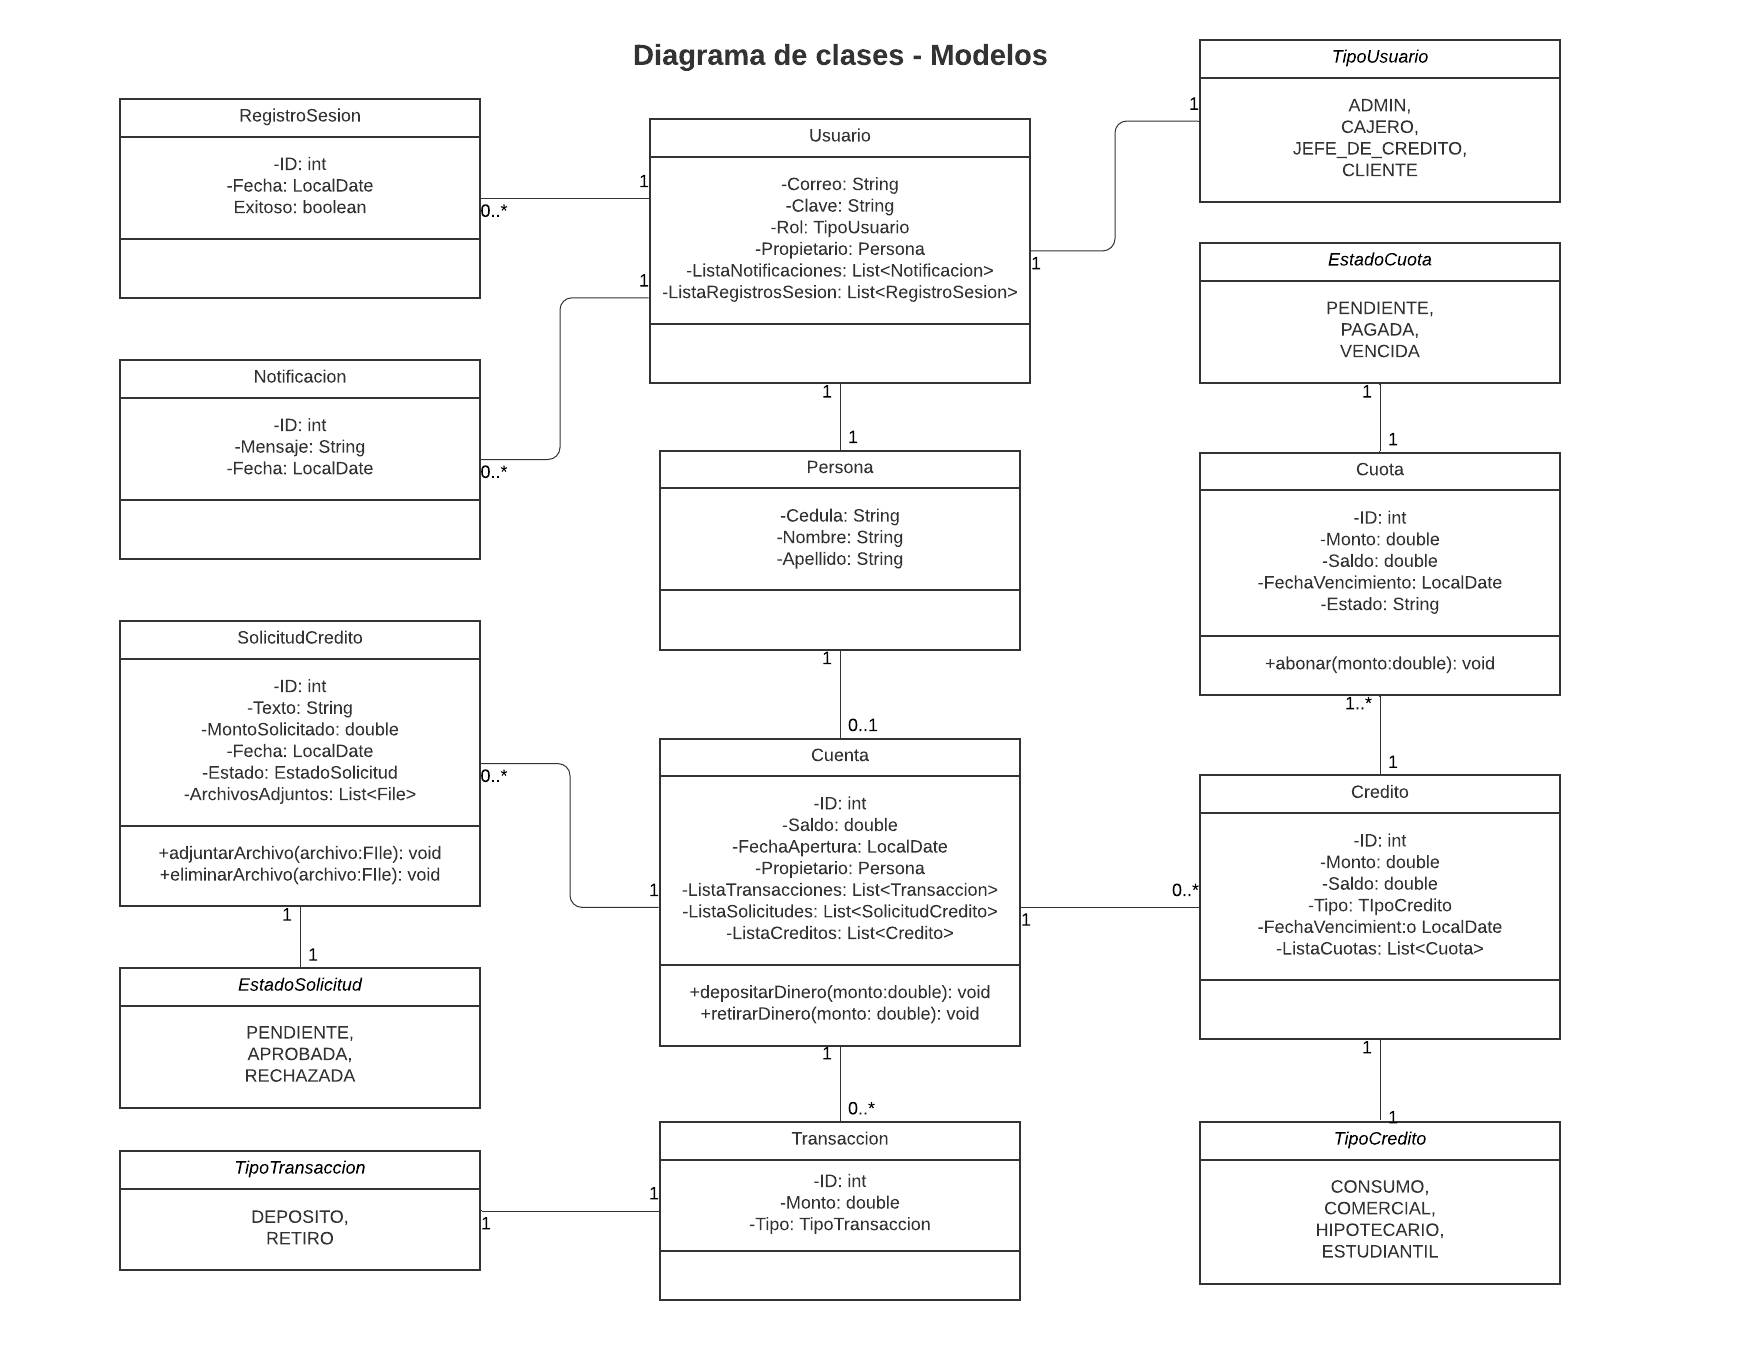 Diagrama de clases - Modelos
RegistroSesion
-ID: int
-Fecha: LocalDate
Exitoso: boolean
1
0..*
Usuario
-Correo: String
-Clave: String
-Rol: TipoUsuario
-Propietario: Persona
-ListaNotificaciones: List<Notificacion>
-ListaRegistrosSesion: List<RegistroSesion>
1
1
TipoUsuario
ADMIN,
CAJERO,
JEFE_DE_CREDITO,
CLIENTE
Notificacion
-ID: int
-Mensaje: String
-Fecha: LocalDate
1
0..*
1
1
Persona
-Cedula: String
-Nombre: String
-Apellido: String
EstadoCuota
PENDIENTE,
PAGADA,
VENCIDA
1
1
Cuota
-ID: int
-Monto: double
-Saldo: double
-FechaVencimiento: LocalDate
-Estado: String
+abonar(monto:double): void
1..*
1
SolicitudCredito
-ID: int
-Texto: String
-MontoSolicitado: double
-Fecha: LocalDate
-Estado: EstadoSolicitud
-ArchivosAdjuntos: List<File>
+adjuntarArchivo(archivo:FIle): void
+eliminarArchivo(archivo:FIle): void
0..*
1
1
0..1
Cuenta
-ID: int
-Saldo: double
-FechaApertura: LocalDate
-Propietario: Persona
-ListaTransacciones: List<Transaccion>
-ListaSolicitudes: List<SolicitudCredito>
-ListaCreditos: List<Credito>
+depositarDinero(monto:double): void
+retirarDinero(monto: double): void
0..*
1
Credito
-ID: int
-Monto: double
-Saldo: double
-Tipo: TIpoCredito
-FechaVencimient:o LocalDate
-ListaCuotas: List<Cuota>
1
1
EstadoSolicitud
PENDIENTE,
APROBADA,
RECHAZADA
1
0..*
Transaccion
-ID: int
-Monto: double
-Tipo: TipoTransaccion
1
1
TipoTransaccion
DEPOSITO,
RETIRO
1
1
TipoCredito
CONSUMO,
COMERCIAL,
HIPOTECARIO,
ESTUDIANTIL